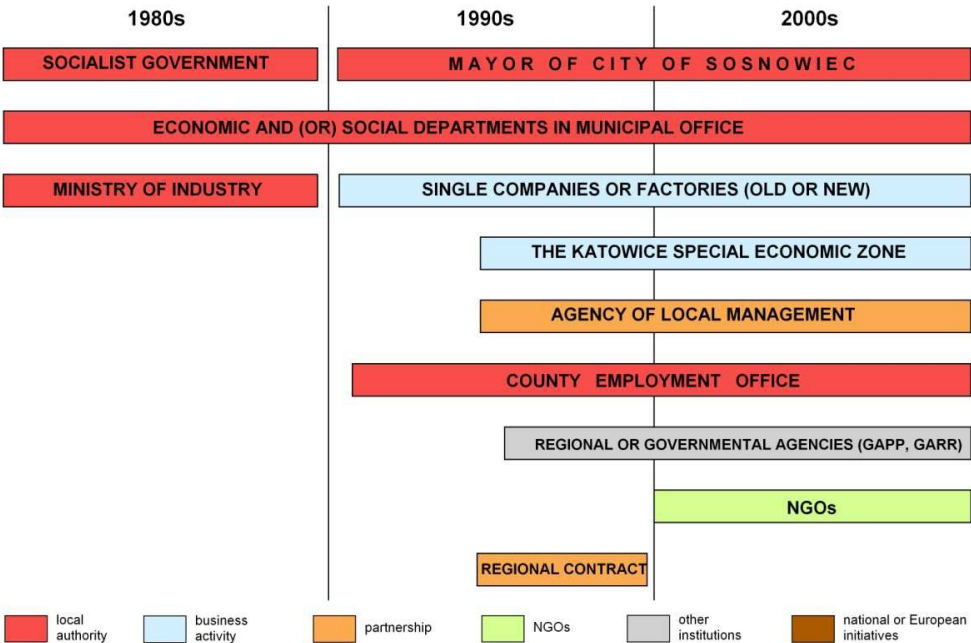 1980s 1990s 2000s
SOCIALIST GOVERNMENT MAYOR OF CITY OF SOSNOWIEC
ECONOMIC AND (OR) SOCIAL DEPARTMENTS IN MUNICIPAL OFFICE
MINISTRY OF INDUSTRY SINGLE COMPANIES OR FACTORIES (OLD OR NEW)
THE KATOWICE SPECIAL ECONOMIC ZONE
AGENCY OF LOCAL MANAGEMENT
COUNTY EMPLOYMENT OFFICE
REGIONAL OR GOVERNMENTAL AGENCIES (GAPP, GARR)
NGOs
REGIONAL CONTRACT
local
authority
business
activity
partnership
NGOs
other
institutions
national or European
initiatives